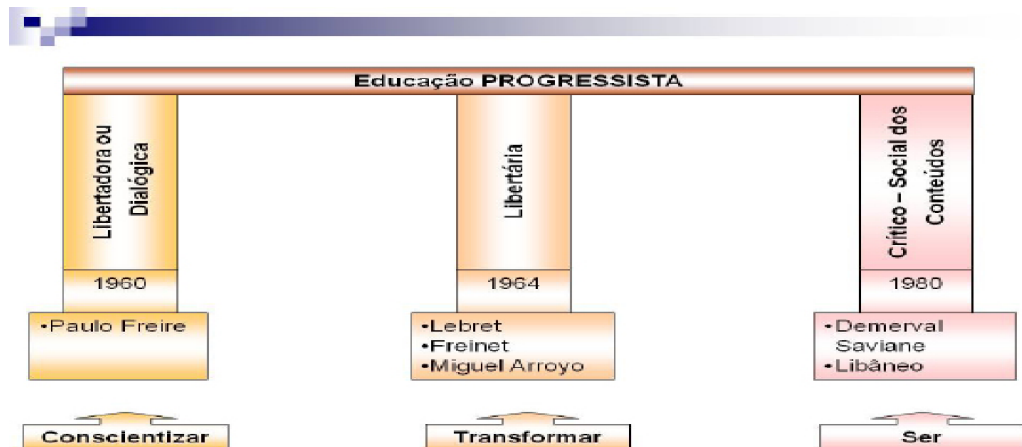 Educação PROGRESSISTA
Libertadora ou
Dialógica
1960
•Paulo Freire
Conscientizar
Libertária
1964
•Lebret
•Freinet
•Miguel Arroyo
Transformar
Crítico – Social dos
Conteúdos
1980
•Demerval
Saviane
•Libâneo
Ser